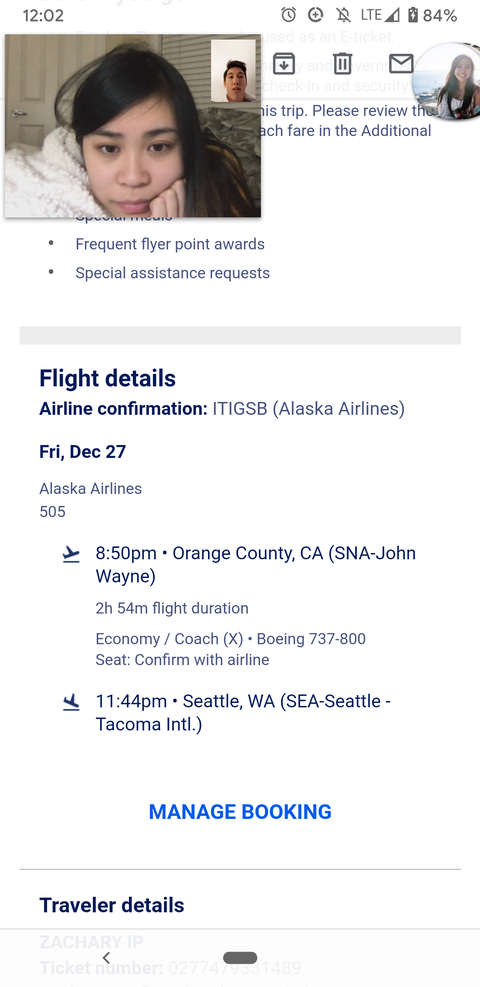 12:02
LTE
84%
used as an E-ticket.
check-in and security.
his trip. Please review the
ach fare in the Additional
Special meals
Frequent flyer point awards
Special assistance requests
Flight details
Airline confirmation: ITIGSB (Alaska Airlines)
Fri, Dec 27
Alaska Airlines
505
8:50pm • Orange County, CA (SNA-John
Wayne)
2h 54m flight duration
Economy / Coach (X) • Boeing 737-800
Seat: Confirm with airline
11:44pm • Seattle, WA (SEA-Seattle -
Tacoma Intl.)
MANAGE BOOKING
Traveler details
ZACHARY IP
Ticket number: 0277479331489